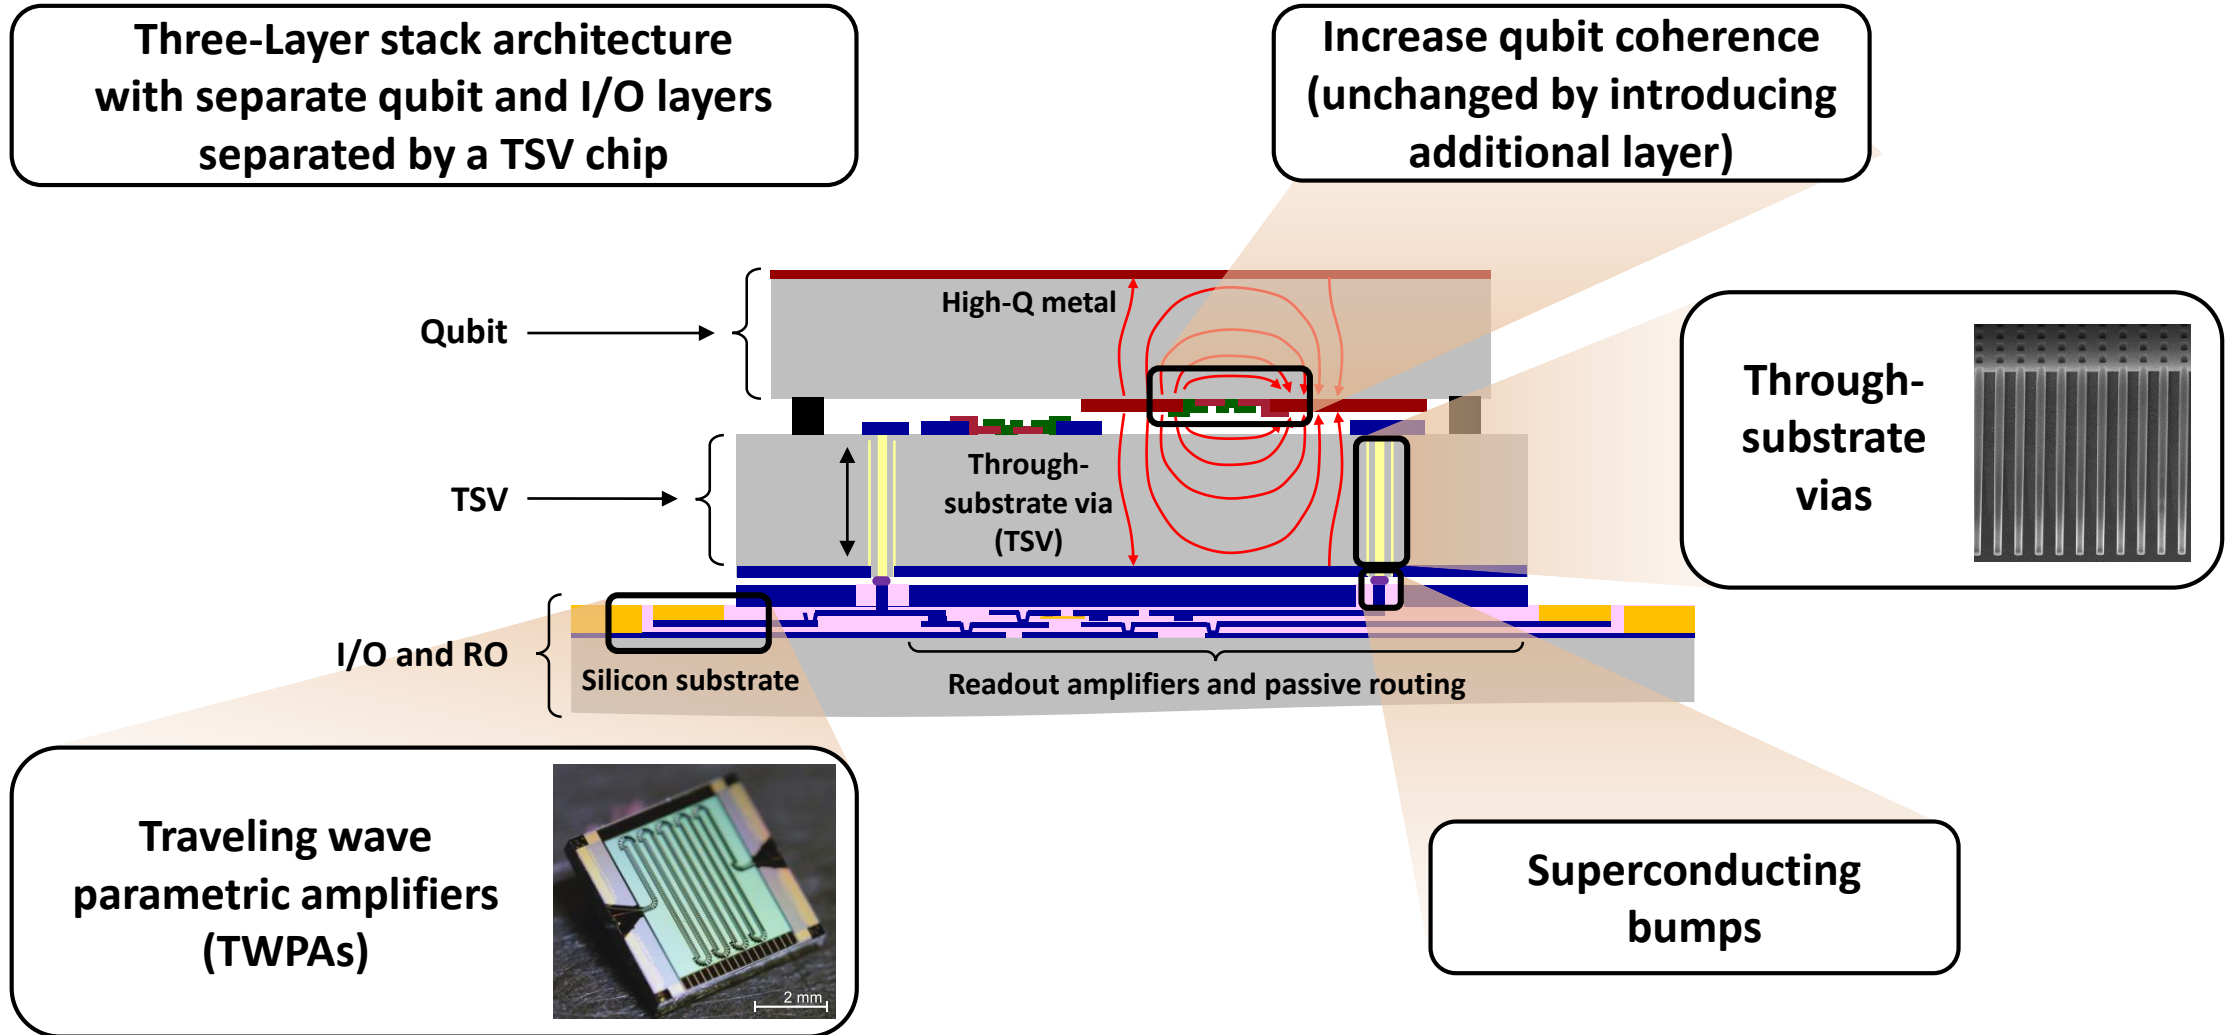 Three-Layer stack architecture
with separate qubit and I/O layers
separated by a TSV chip
Increase qubit coherence
(unchanged by introducing
additional layer)
High-Q metal
Qubit
Through-
substrate
vias
Through-
substrate via
(TSV)
TSV
I/O and RO
Silicon substrate
Readout amplifiers and passive routing
Traveling wave
parametric amplifiers
(TWPAs)
2 mm
Superconducting
bumps